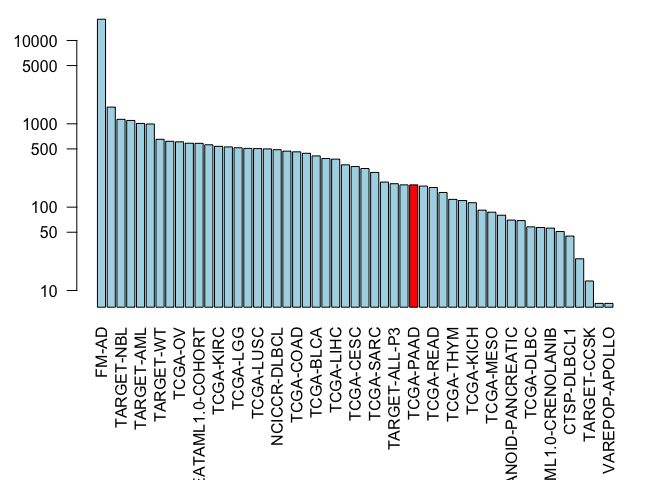 10000
5000
1000
500
100
50
10
FM-AD
TARGET-NBL
TARGET-AML
TARGET-WT
TCGA-OV
EATAML1.0-COHORT
TCGA-KIRC
TCGA-LGG
TCGA-LUSC
NCICCR-DLBCL
TCGA-COAD
TCGA-BLCA
TCGA-LIHC
TCGA-CESC
TCGA-SARC
TARGET-ALL-P3
TCGA-PAAD
TCGA-READ
TCGA-THYM
TCGA-KICH
TCGA-MESO
ANOID-PANCREATIC
TCGA-DLBC
ML1.0-CRENOLANIB
CTSP-DLBCL1
TARGET-CCSK
VAREPOP-APOLLO